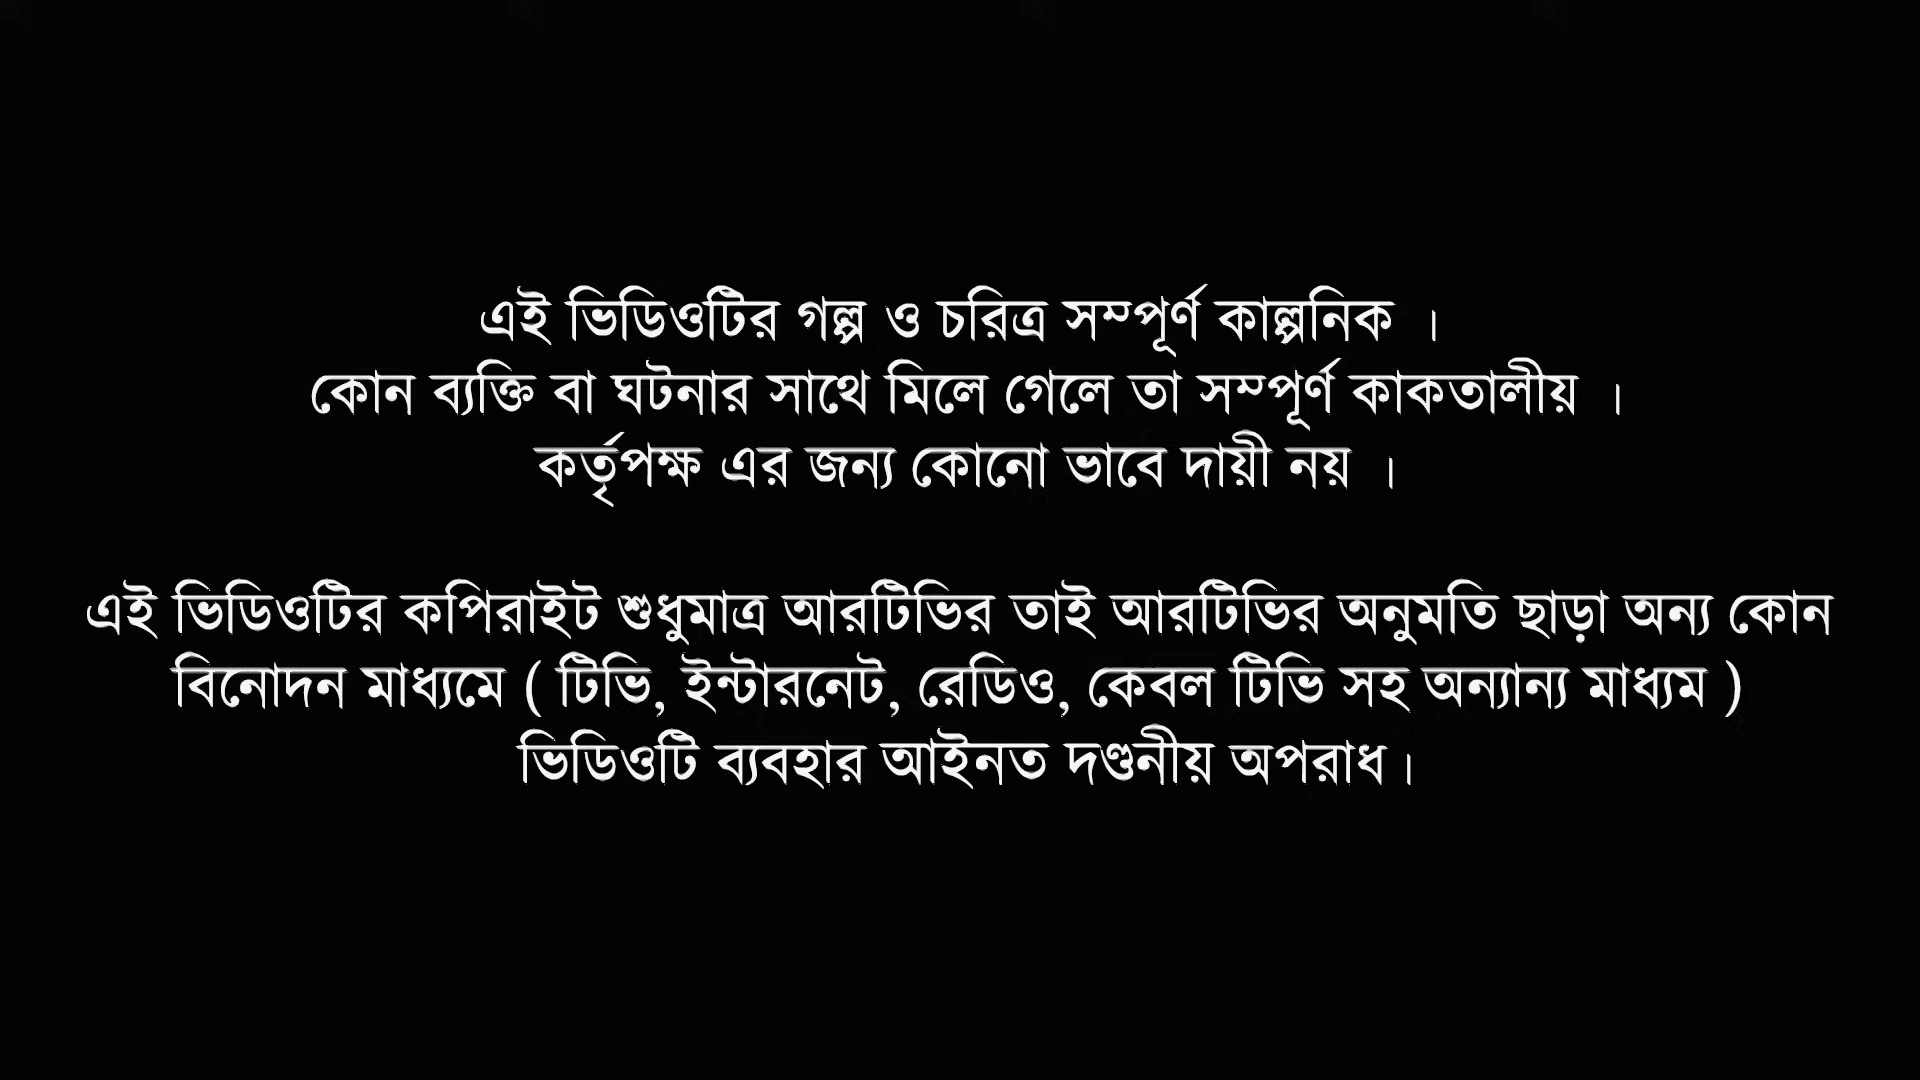 এই ভিডিওটির গল্প ও চরিত্র সম্পূর্ণ কাল্পনিক ।
কোন ব্যক্তি বা ঘটনার সাথে মিলে গেলে তা সম্পূর্ণ কাকতালীয় ।
কর্তৃপক্ষ এর জন্য কোনো ভাবে দায়ী নয় ।
এই ভিডিওটির কপিরাইট শুধুমাত্র আরটিভির তাই আরটিভির অনুমতি ছাড়া অন্য কোন
বিনোদন মাধ্যমে ( টিভি, ইন্টারনেট, রেডিও, কেবল টিভি সহ অন্যান্য মাধ্যম )
ভিডিওটি ব্যবহার আইনত দণ্ডনীয় অপরাধ।